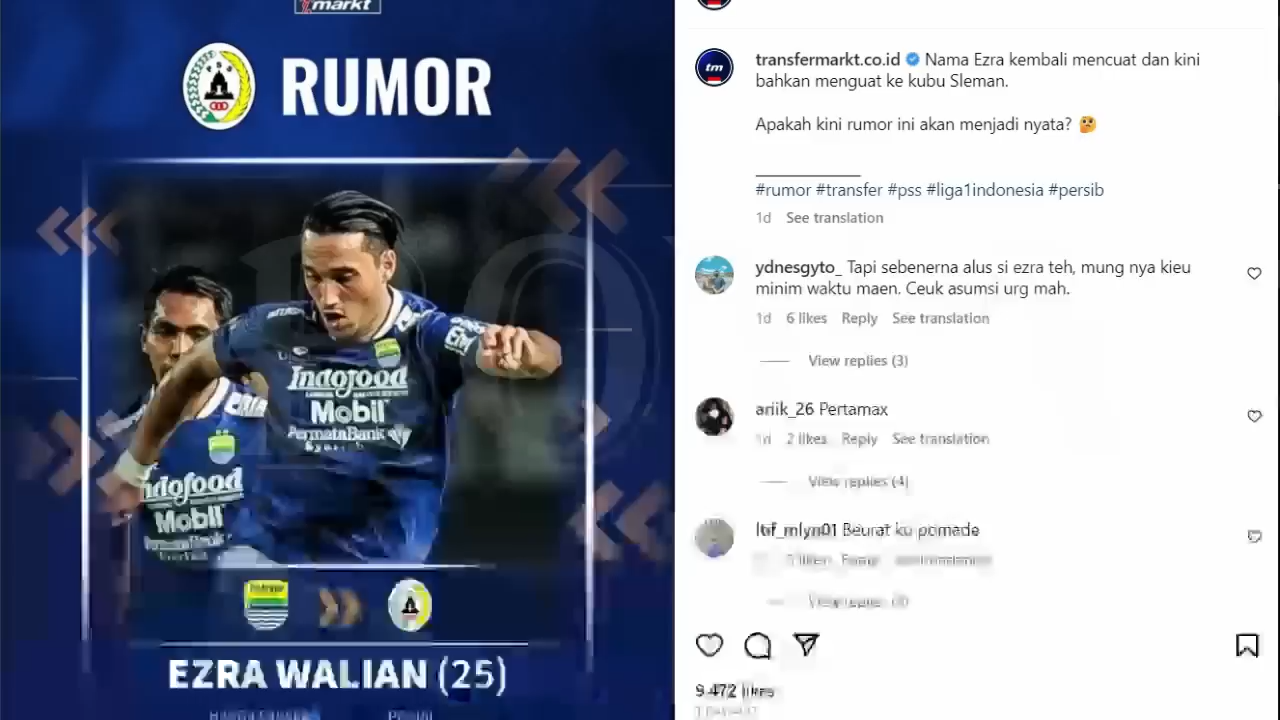 markt
RUMOR
Indofood
Mobil
PermataBank
Indofood
Mobil
EZRA WALIAN (25)
transfermarkt.co.id Nama Ezra kembali mencuat dan kini
bahkan menguat ke kubu Sleman.
Apakah kini rumor ini akan menjadi nyata? 🤔
#rumor #transfer #pss #liga1indonesia #persib
1d See translation
ydnesgyto_ Tapi sebenerna alus si ezra teh, mung nya kieu
minim waktu maen. Ceuk asumsi urg mah.
1d 6 likes Reply See translation
View replies (3)
ariik_26 Pertamax
1d 2 likes Reply See translation
View replies (4)
Beurat ku pomade
View replies
9.472 likes